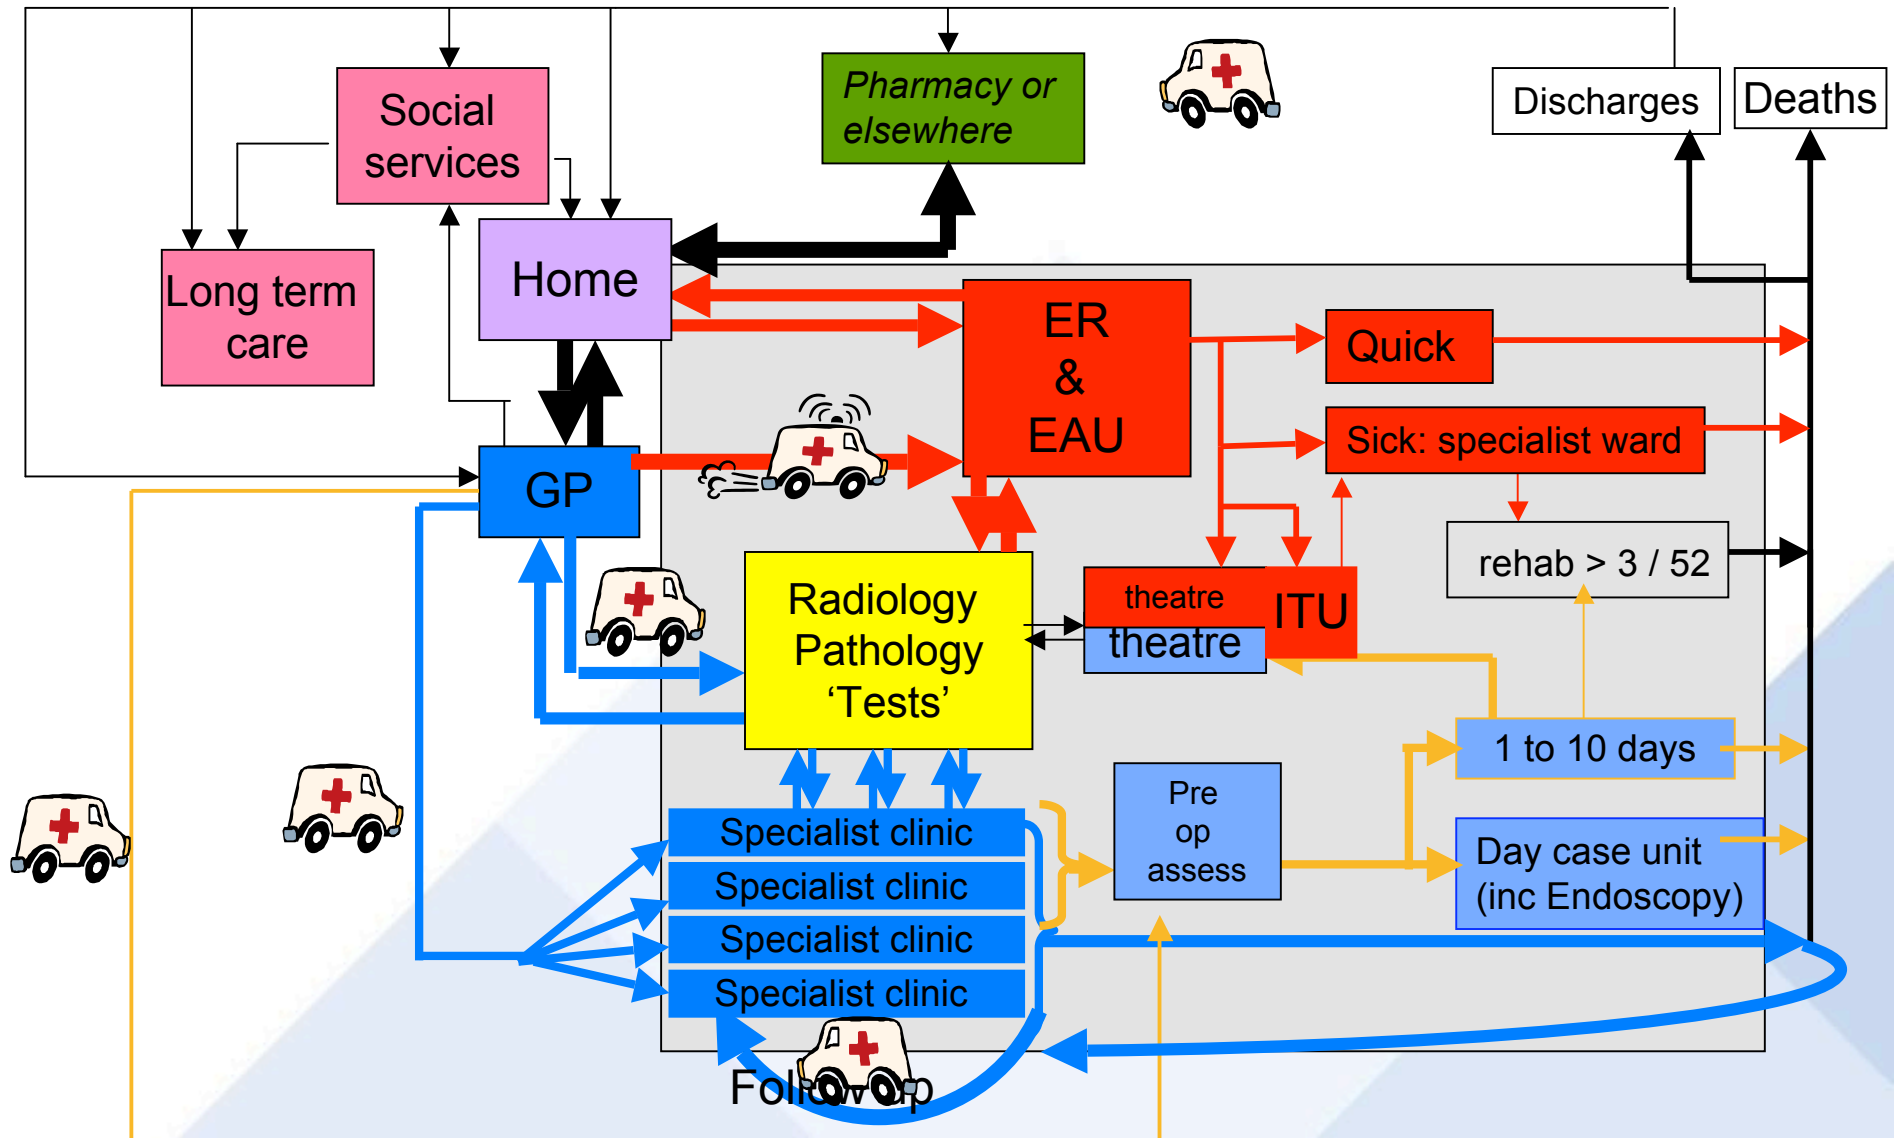 Pharmacy or
elsewhere
Discharges
Deaths
Social
services
Home
Long term
care
ER
&
EAU
Quick
Sick: specialist ward
GP
rehab > 3 / 52
Radiology
Pathology
‘Tests’
theatre
ITU
theatre
1 to 10 days
Pre
op
assess
Specialist clinic
Specialist clinic
Specialist clinic
Specialist clinic
Day case unit
(inc Endoscopy)
Follow up